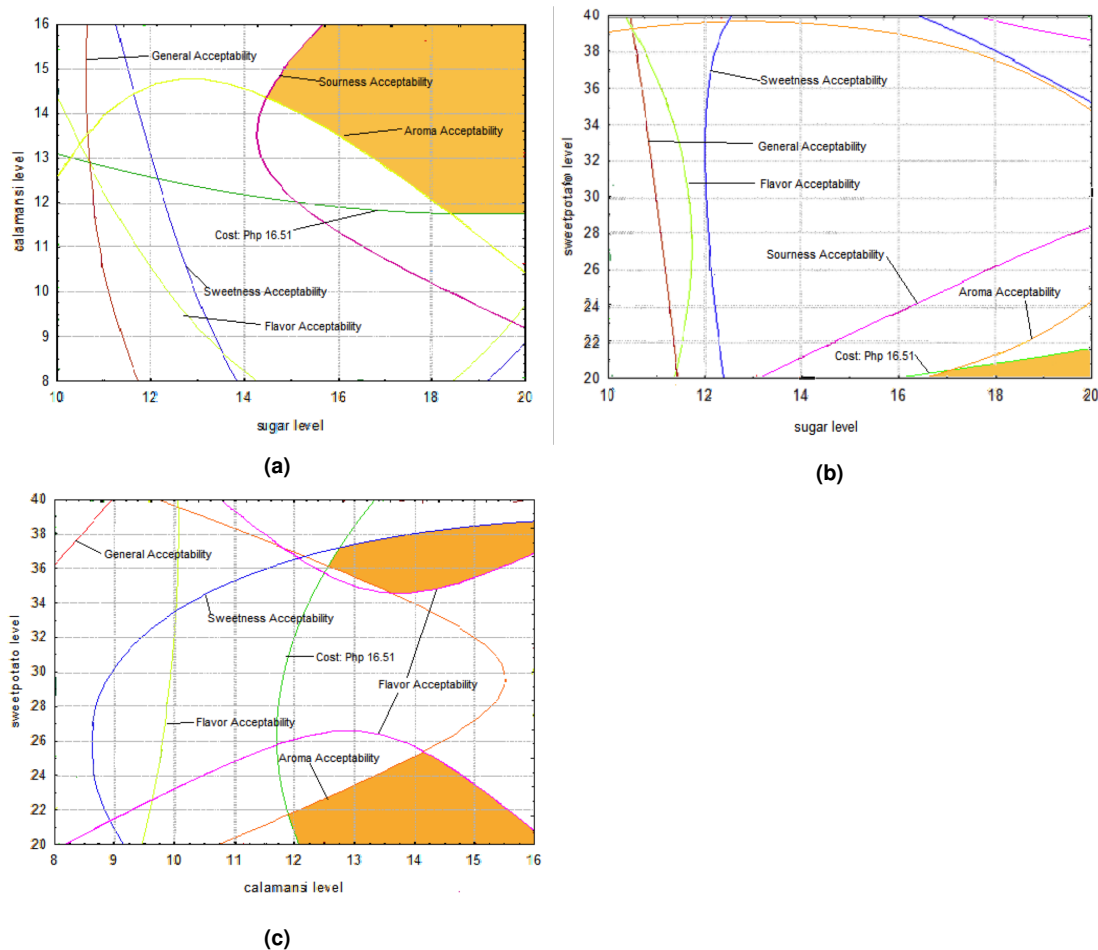 16
15
14
13
12
11
10
9
8
10
12
14
16
18
20
calamansi level
sugar level
General Acceptability
Sourness Acceptability
Aroma Acceptability
Cost: Php 16.51
Sweetness Acceptability
Flavor Acceptability
(a)
40
38
36
34
32
30
28
26
24
22
20
10
12
14
16
18
20
level
sugar level
Sweetness Acceptability
General Acceptability
Flavor Acceptability
Sourness Acceptability
Aroma Acceptability
Cost: Php 16.51
(b)
40
38
36
34
32
30
28
26
24
22
20
8
9
10
11
12
13
14
15
16
sweetpotato level
calamansi level
General Acceptability
Sweetness Acceptability
Cost: Php 16.51
Flavor Acceptability
Flavor Acceptability
Aroma Acceptability
(c)